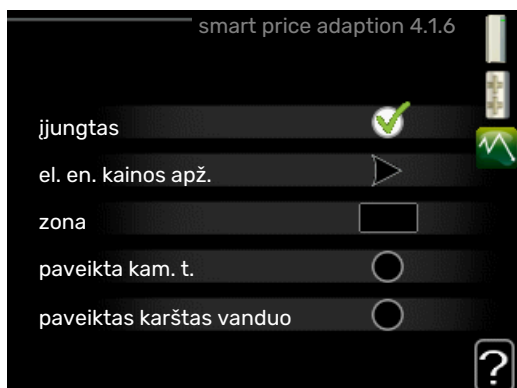 smart price adaption 4.1.6
įjungtas
el. en. kainos apž.
zona
paveikta kam. t.
paveiktas karštas vanduo
?